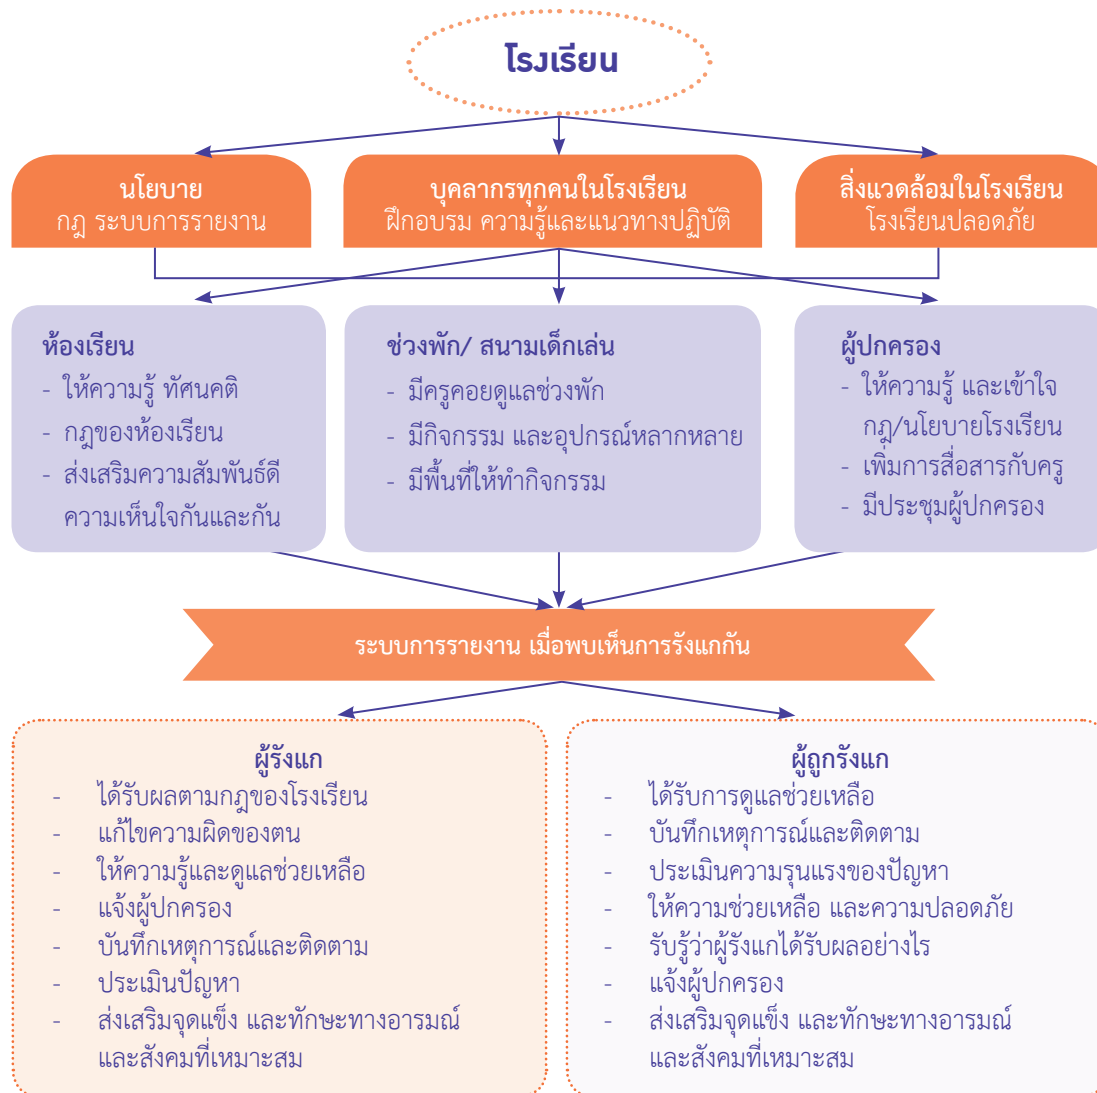 โรงเรียน
นโยบาย
กฎ ระบบการรายงาน
บุคลากรทุกคนในโรงเรียน
ฝึกอบรม ความรู้และแนวทางปฏิบัติ
สิ่งแวดล้อมในโรงเรียน
โรงเรียนปลอดภัย
ห้องเรียน
- ให้ความรู้ ทัศนคติ
- กฎของห้องเรียน
- ส่งเสริมความสัมพันธ์ดี
ความเห็นใจกันและกัน
ช่วงพัก/ สนามเด็กเล่น
- มีครูคอยดูแลช่วงพัก
- มีกิจกรรม และอุปกรณ์หลากหลาย
- มีพื้นที่ให้ทำกิจกรรม
ผู้ปกครอง
- ให้ความรู้ และเข้าใจ
กฎ/นโยบายโรงเรียน
- เพิ่มการสื่อสารกับครู
- มีประชุมผู้ปกครอง
ระบบการรายงาน เมื่อพบเห็นการรังแกกัน
ผู้รังแก
- ได้รับผลตามกฎของโรงเรียน
- แก้ไขความผิดของตน
- ให้ความรู้และดูแลช่วยเหลือ
- แจ้งผู้ปกครอง
- บันทึกเหตุการณ์และติดตาม
- ประเมินปัญหา
- ส่งเสริมจุดแข็ง และทักษะทางอารมณ์
และสังคมที่เหมาะสม
ผู้ถูกรังแก
- ได้รับการดูแลช่วยเหลือ
- บันทึกเหตุการณ์และติดตาม
- ประเมินความรุนแรงของปัญหา
- ให้ความช่วยเหลือ และความปลอดภัย
- รับรู้ว่าผู้รังแกได้รับผลอย่างไร
- แจ้งผู้ปกครอง
- ส่งเสริมจุดแข็ง และทักษะทางอารมณ์
และสังคมที่เหมาะสม